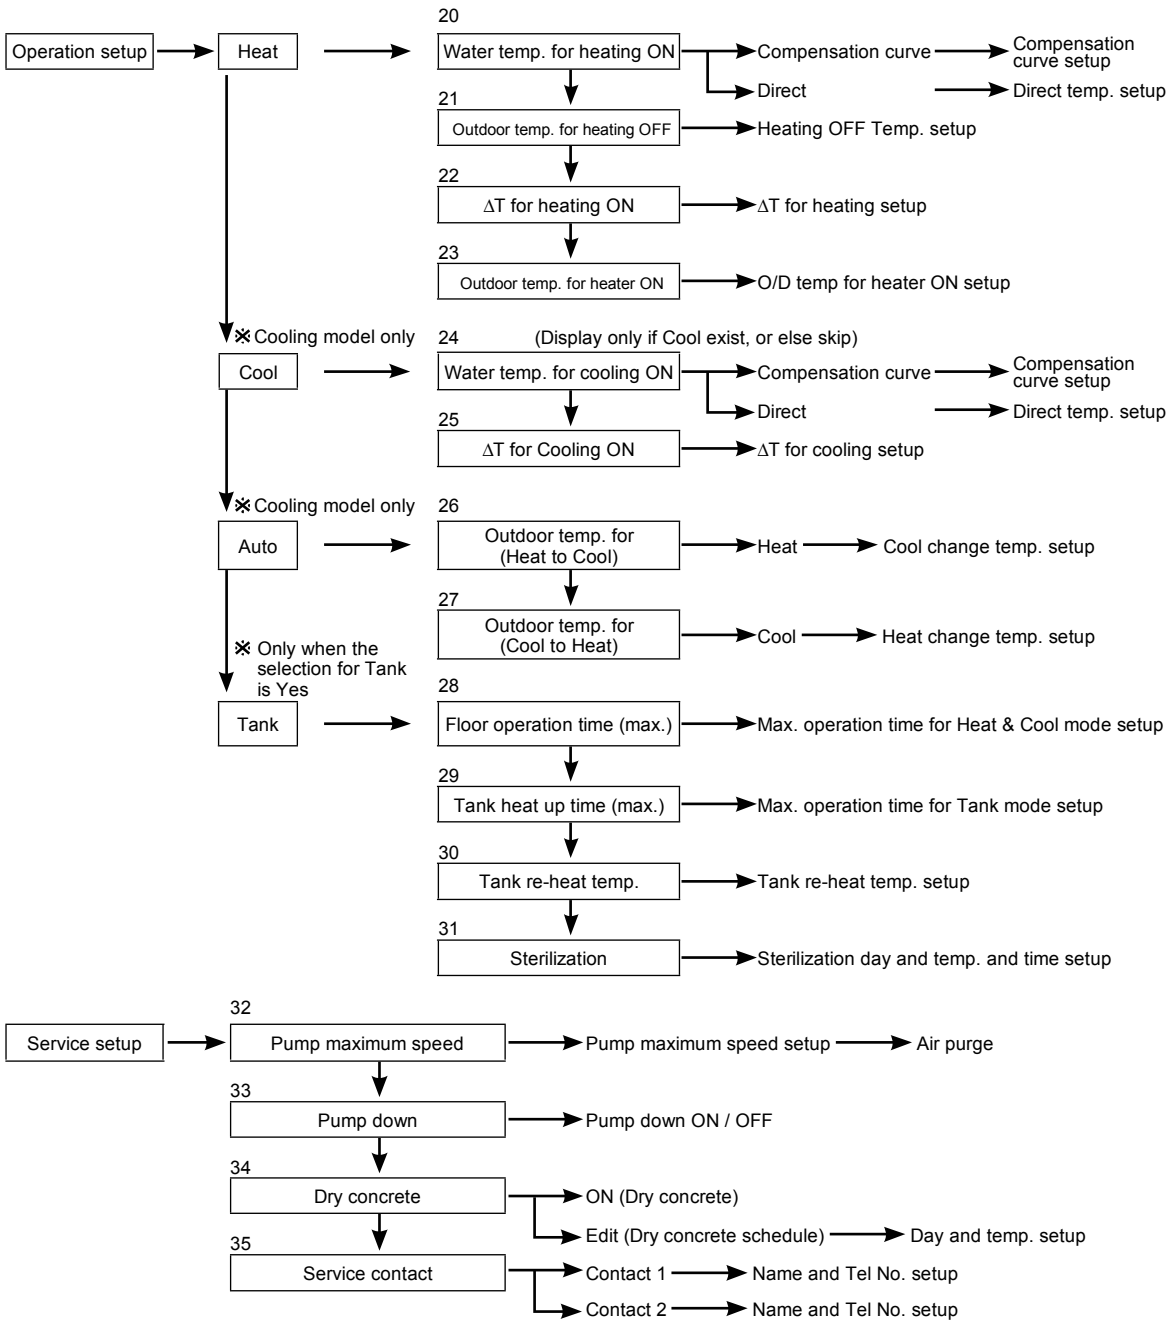 20
Operation setup
Heat
Water temp. for heating ON
Compensation curve
Compensation
curve setup
Direct
Direct temp. setup
21
Outdoor temp. for heating OFF
Heating OFF Temp. setup
22
ΔT for heating ON
ΔT for heating setup
23
Outdoor temp. for heater ON
O/D temp for heater ON setup
※ Cooling model only
24
(Display only if Cool exist, or else skip)
Cool
Water temp. for cooling ON
Compensation curve
Compensation
curve setup
Direct
Direct temp. setup
25
ΔT for Cooling ON
ΔT for cooling setup
※ Cooling model only
26
Auto
Outdoor temp. for
(Heat to Cool)
Heat
Cool change temp. setup
27
Outdoor temp. for
(Cool to Heat)
Cool
Heat change temp. setup
※ Only when the
selection for Tank
is Yes
28
Tank
Floor operation time (max.)
Max. operation time for Heat & Cool mode setup
29
Tank heat up time (max.)
Max. operation time for Tank mode setup
30
Tank re-heat temp.
Tank re-heat temp. setup
31
Sterilization
Sterilization day and temp. and time setup
32
Service setup
Pump maximum speed
Pump maximum speed setup
Air purge
33
Pump down
Pump down ON / OFF
34
Dry concrete
ON (Dry concrete)
Edit (Dry concrete schedule)
Day and temp. setup
35
Service contact
Contact 1
Name and Tel No. setup
Contact 2
Name and Tel No. setup